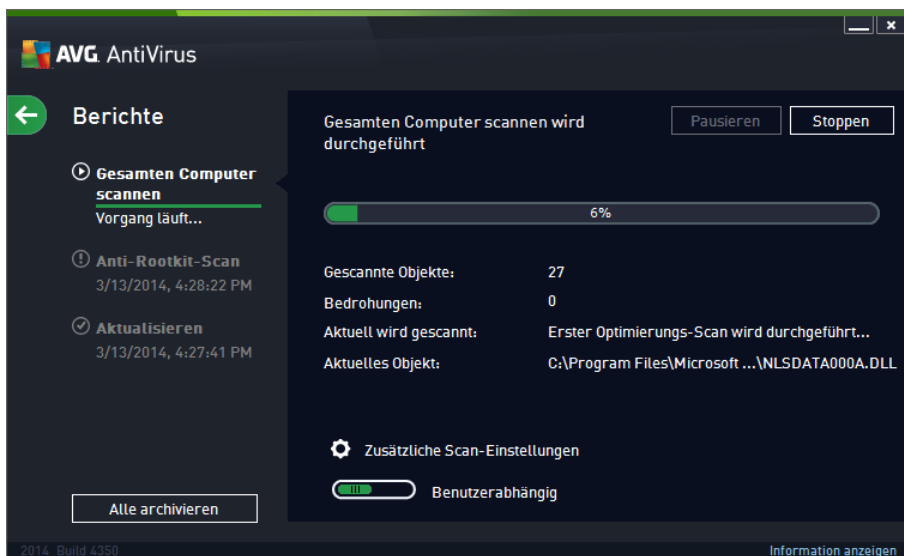 AVG AntiVirus
Berichte
Gesamten Computer
scannen
Vorgang läuft...
Anti-Rootkit-Scan
3/13/2014, 4:28:22 PM
Aktualisieren
3/13/2014, 4:27:41 PM
Alle archivieren
Gesamten Computer scannen wird
durchgeführt
Pausieren
Stoppen
6%
Gescannte Objekte: 27
Bedrohungen: 0
Aktuell wird gescannt: Erster Optimierungs-Scan wird durchgeführt...
Aktuelles Objekt: C:\Program Files\Microsoft ...\NLSDATA000A.DLL
Zusätzliche Scan-Einstellungen
Benutzerabhängig
2014 Build 4350
Information anzeigen